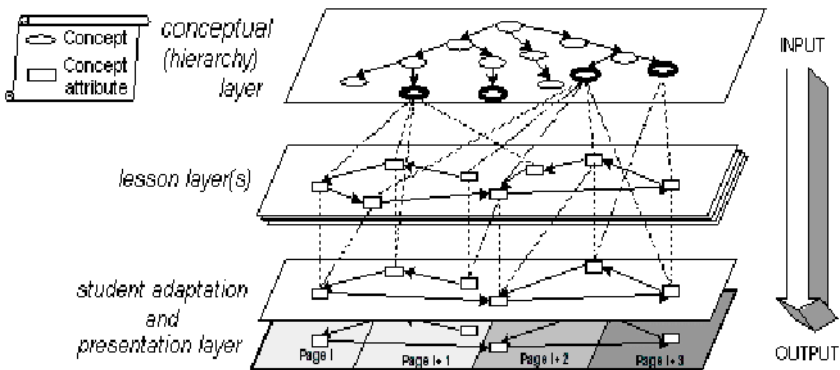 Concept
Concept
attribute
conceptual
(hierarchy)
layer
INPUT
lesson layer(s)
student adaptation
and
presentation layer
Page i
Page i+ 1
Page i+ 2
Page i+ 3
OUTPUT